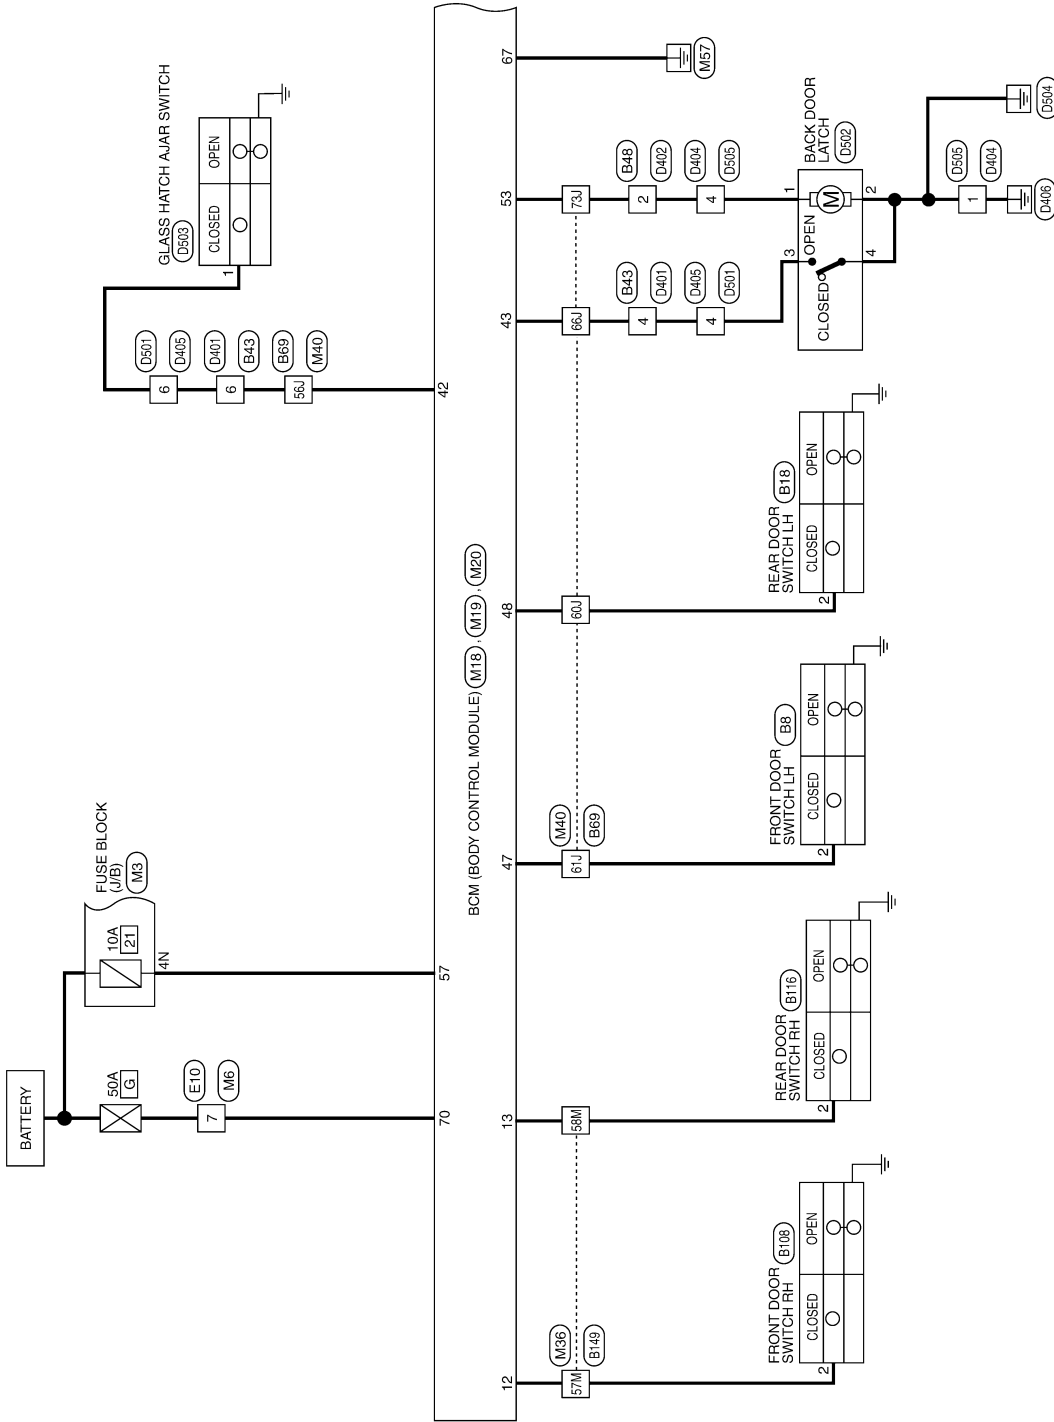 BATTERY
50A
G
E10
7
M6
70
FUSE BLOCK
(J/B)
M3
10A
21
4N
57
GLASS HATCH AJAR SWITCH
D503
CLOSED
OPEN
1
D501
6
D405
D401
6
B43
B69
56J
M40
42
BCM (BODY CONTROL MODULE) M18 , M19 , M20
12
13
47
48
43
53
67
M36
57M
B149
58M
M40
61J
B69
60J
66J
73J
M57
B43
4
D401
D405
4
D501
B48
2
D402
D404
4
D505
FRONT DOOR
SWITCH RH
B108
2
CLOSED
OPEN
REAR DOOR
SWITCH RH
B116
2
CLOSED
OPEN
FRONT DOOR
SWITCH LH
B8
2
CLOSED
OPEN
REAR DOOR
SWITCH LH
B18
2
CLOSED
OPEN
BACK DOOR
LATCH
D502
3
1
OPEN
CLOSED
M
4
2
D505
1
D404
D406
D504